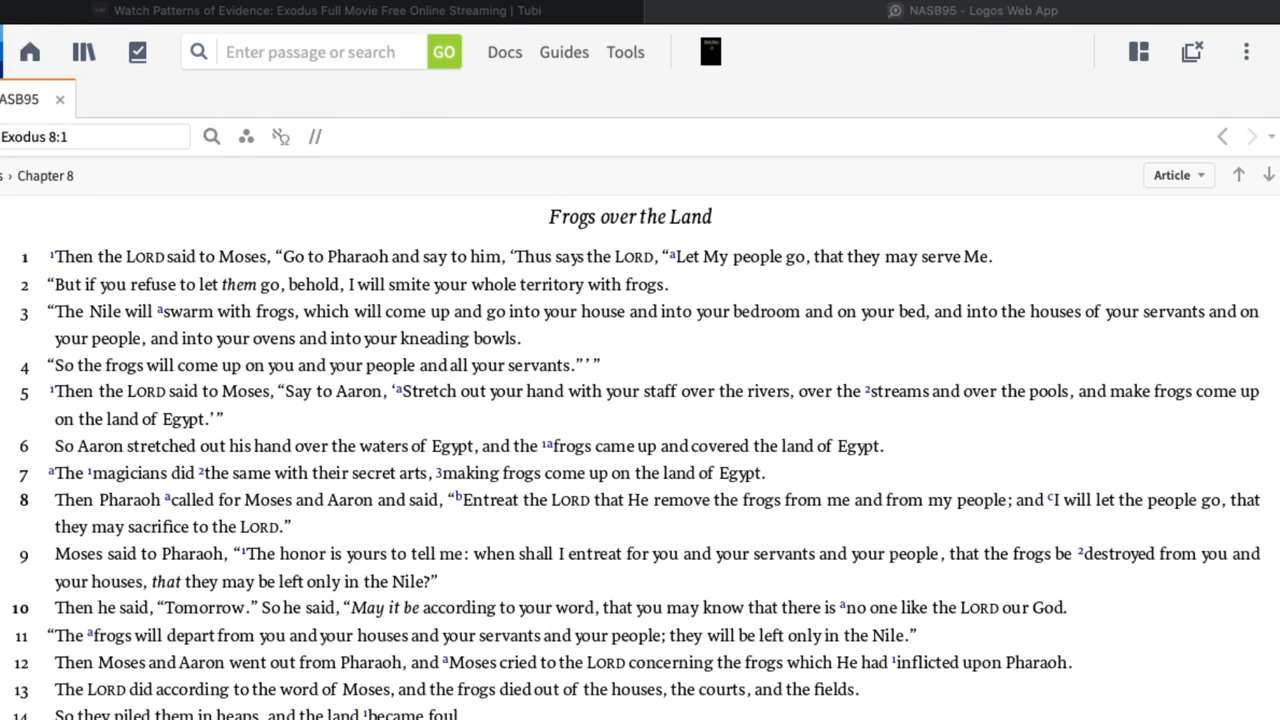 Watch Patterns of Evidence: Exodus Full Movie Free Online Streaming | Tubi
NASB95 - Logos Web App
Enter passage or search GO Docs Guides Tools
ASB95 ×
Exodus 8:1 //
s › Chapter 8 Article
Frogs over the Land
1 1Then the LORD said to Moses, “Go to Pharaoh and say to him, ‘Thus says the LORD, “aLet My people go, that they may serve Me.
2 “But if you refuse to let them go, behold, I will smite your whole territory with frogs.
3 “The Nile will aswarm with frogs, which will come up and go into your house and into your bedroom and on your bed, and into the houses of your servants and on
your people, and into your ovens and into your kneading bowls.
4 “So the frogs will come up on you and your people and all your servants.” ’ ”
5 1Then the LORD said to Moses, “Say to Aaron, ‘aStretch out your hand with your staff over the rivers, over the 2streams and over the pools, and make frogs come up
on the land of Egypt.’ ”
6 So Aaron stretched out his hand over the waters of Egypt, and the 1afrogs came up and covered the land of Egypt.
7 aThe 1magicians did 2the same with their secret arts, 3making frogs come up on the land of Egypt.
8 Then Pharaoh acalled for Moses and Aaron and said, “bEntreat the LORD that He remove the frogs from me and from my people; and cI will let the people go, that
they may sacrifice to the LORD.”
9 Moses said to Pharaoh, “1The honor is yours to tell me: when shall I entreat for you and your servants and your people, that the frogs be 2destroyed from you and
your houses, that they may be left only in the Nile?”
10 Then he said, “Tomorrow.” So he said, “May it be according to your word, that you may know that there is ano one like the LORD our God.
11 “The afrogs will depart from you and your houses and your servants and your people; they will be left only in the Nile.”
12 Then Moses and Aaron went out from Pharaoh, and aMoses cried to the LORD concerning the frogs which He had 1inflicted upon Pharaoh.
13 The LORD did according to the word of Moses, and the frogs died out of the houses, the courts, and the fields.
14 So they piled them in heaps, and the land 1became foul.